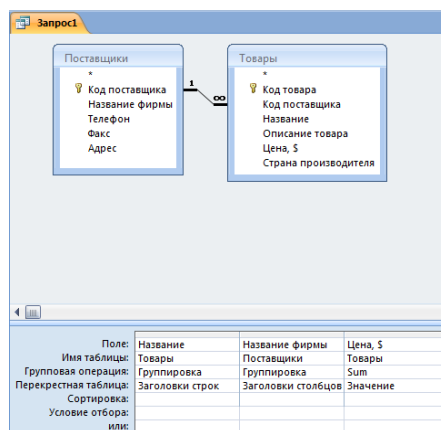 Запрос1
Поставщики
*
Код поставщика
Название фирмы
Телефон
Факс
Адрес
1
∞
Товары
*
Код товара
Код поставщика
Название
Описание товара
Цена, $
Страна производителя
Поле: Название Название фирмы Цена, $
Имя таблицы: Товары Поставщики Товары
Групповая операция: Группировка Группировка Sum
Перекрестная таблица: Заголовки строк Заголовки столбцов Значение
Сортировка:
Условие отбора:
или: